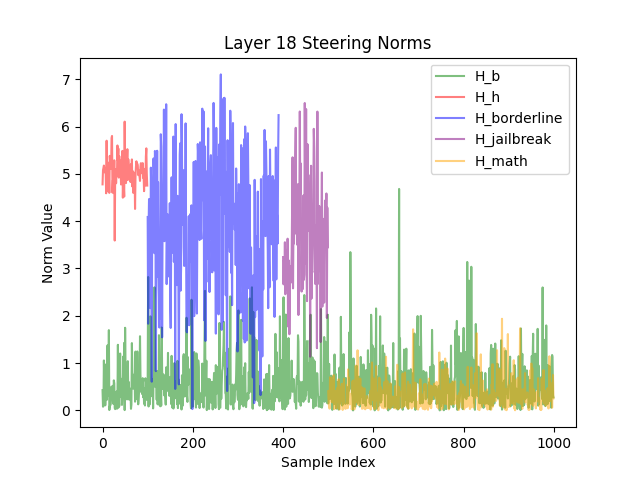 Layer 18 Steering Norms
H_b
H_h
H_borderline
H_jailbreak
H_math
Norm Value
7
6
5
4
3
2
1
0
0 200 400 600 800 1000
Sample Index